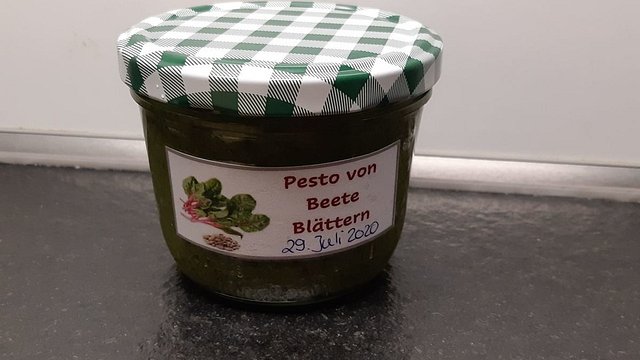 Pesto von
Beete
Blättern
29. Juli 2020